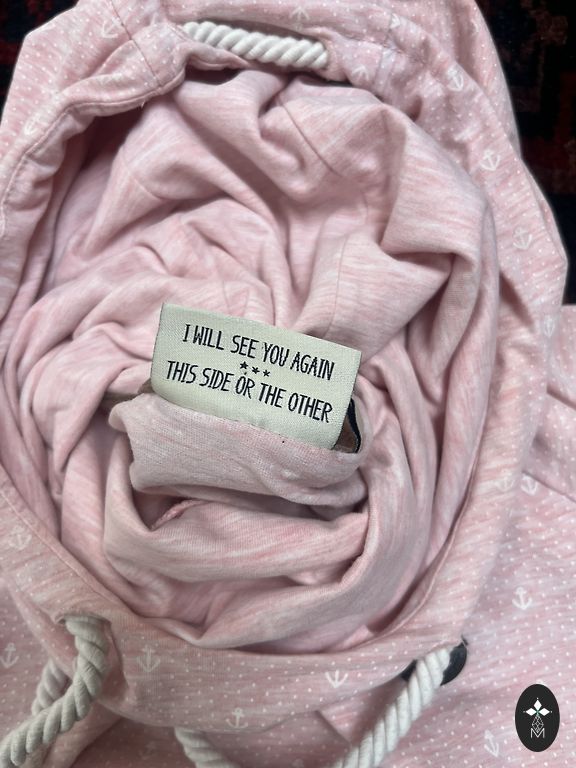 I WILL SEE YOU AGAIN
★★★
THIS SIDE OR THE OTHER
M